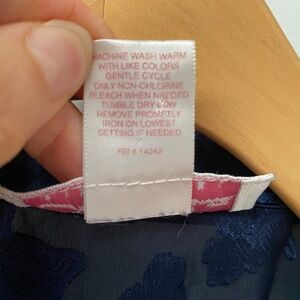 MACHINE WASH WARM
WITH LIKE COLORS
GENTLE CYCLE
ONLY NON-CHLORINE
BLEACH WHEN NEEDED
TUMBLE DRY LOW
REMOVE PROMPTLY
IRON ON LOWEST
SETTING IF NEEDED
RN # 14242